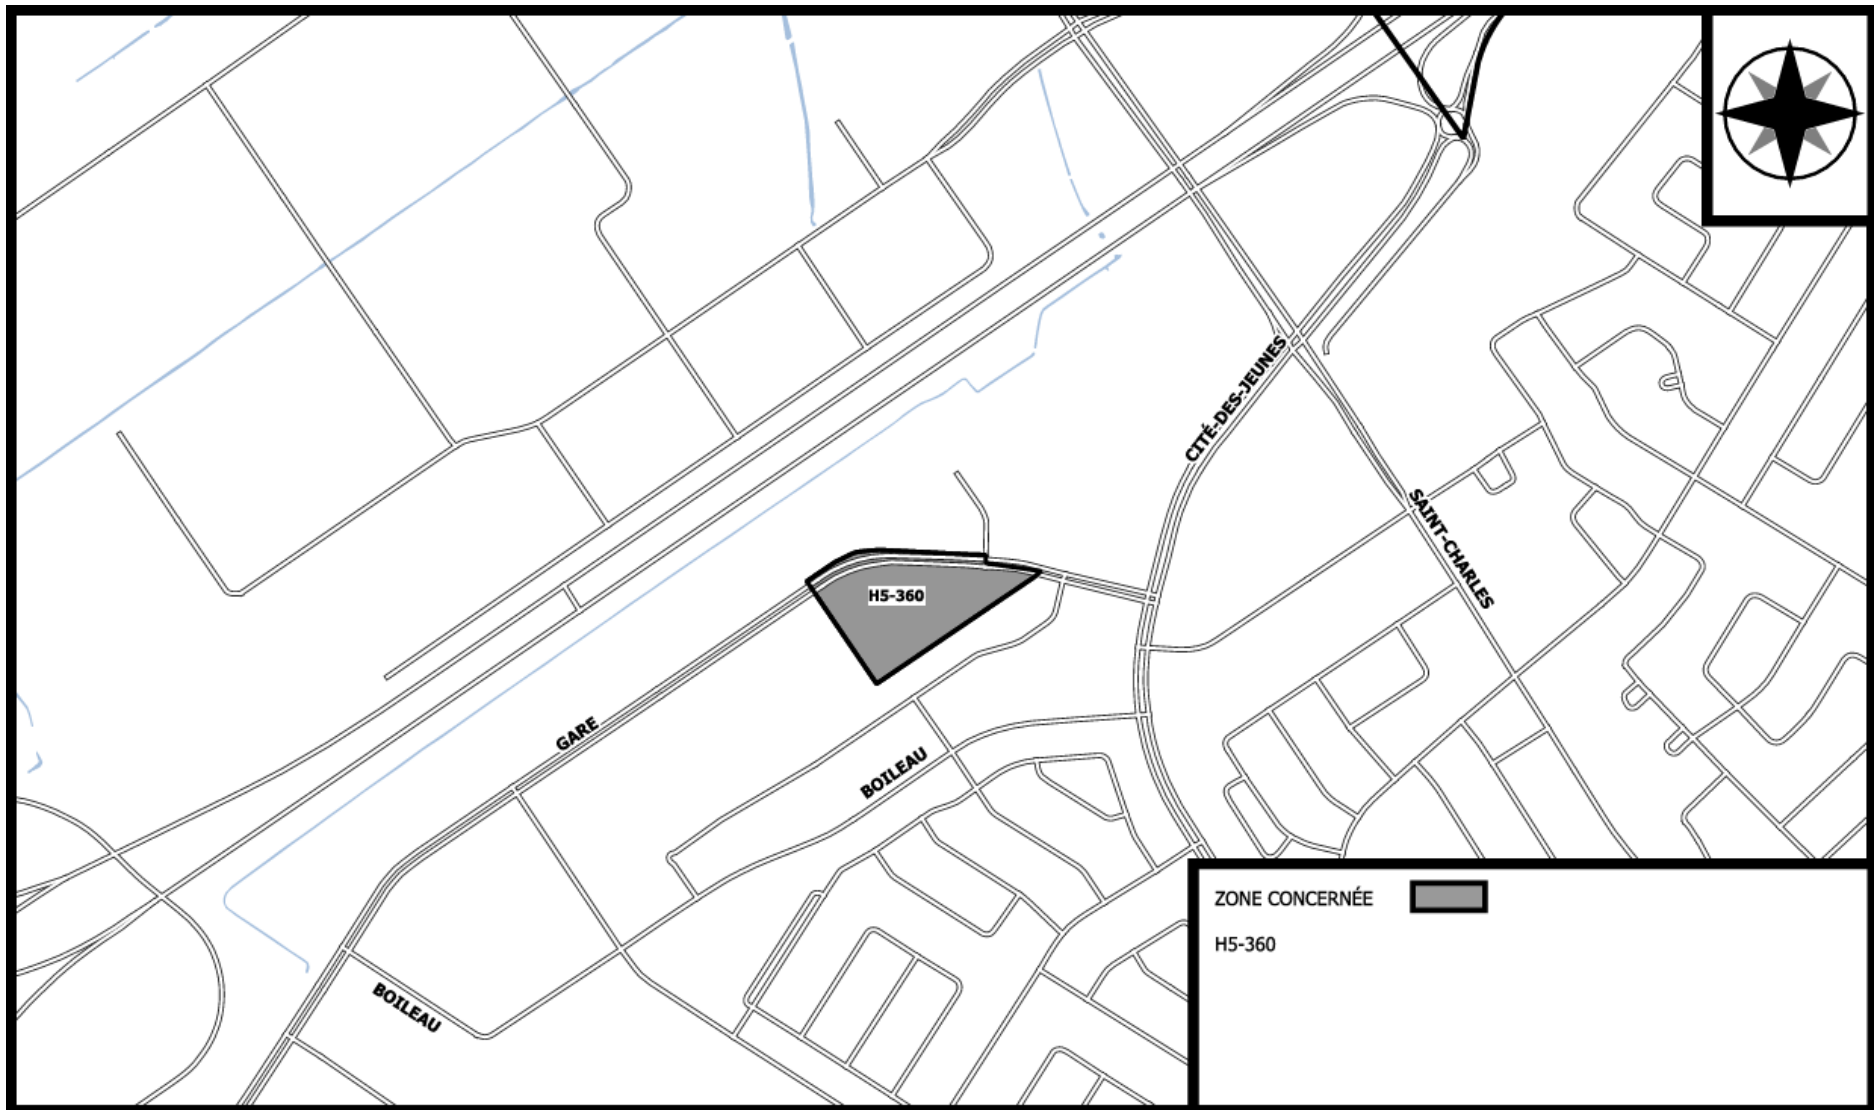 CITÉ-DES-JEUNES
SAINT-CHARLES
H5-360
GARE
BOILEAU
BOILEAU
ZONE CONCERNÉE
H5-360